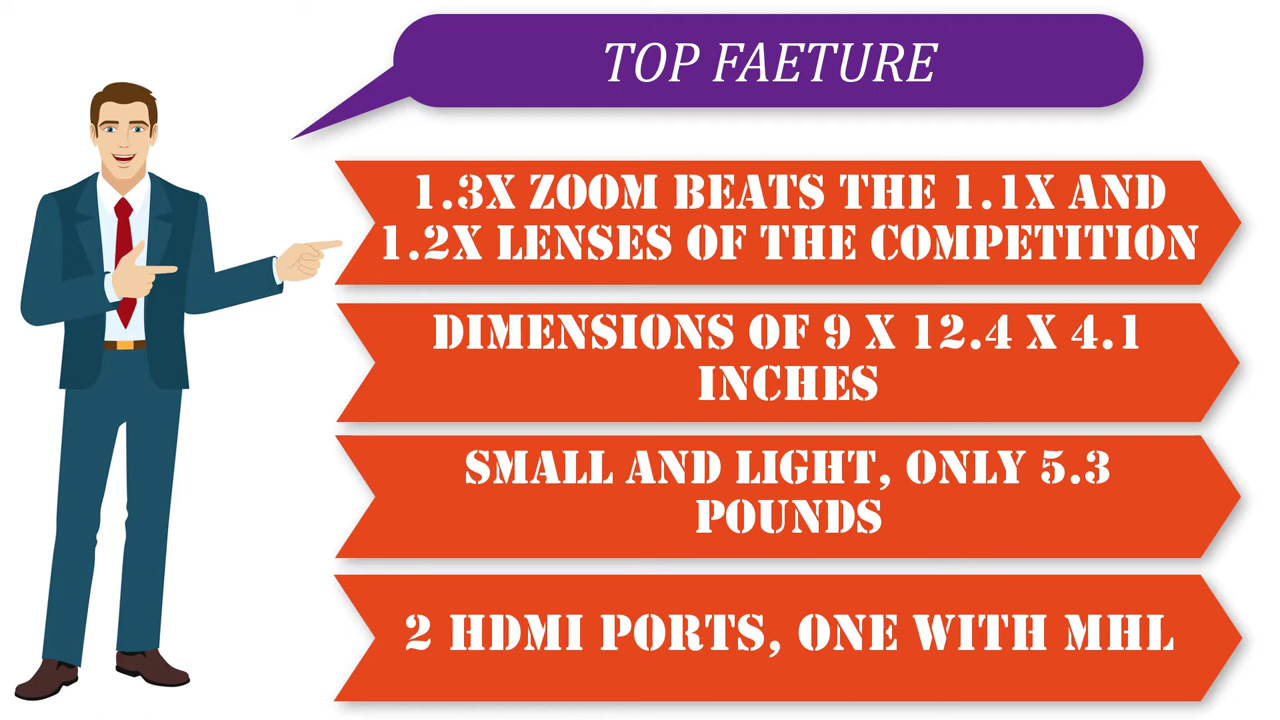 TOP FAETURE
1.3X ZOOM BEATS THE 1.1X AND
1.2X LENSES OF THE COMPETITION
DIMENSIONS OF 9 X 12.4 X 4.1
INCHES
SMALL AND LIGHT, ONLY 5.3
POUNDS
2 HDMI PORTS, ONE WITH MHL